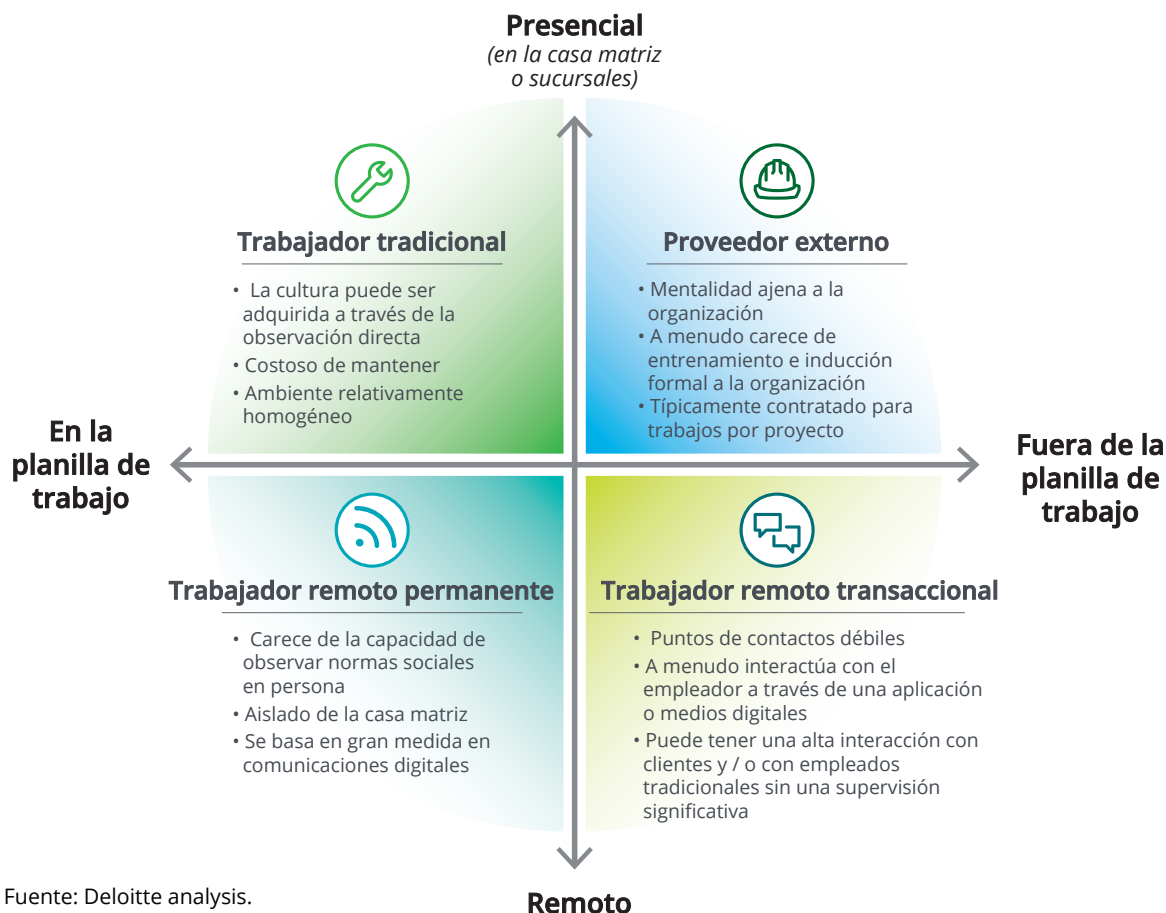 Presencial
(en la casa matriz
o sucursales)
Trabajador tradicional
• La cultura puede ser
adquirida a través de la
observación directa
• Costoso de mantener
• Ambiente relativamente
homogéneo
Proveedor externo
• Mentalidad ajena a la
organización
• A menudo carece de
entrenamiento e inducción
formal a la organización
• Típicamente contratado para
trabajos por proyecto
En la
planilla de
trabajo
Fuera de la
planilla de
trabajo
Trabajador remoto permanente
• Carece de la capacidad de
observar normas sociales
en persona
• Aislado de la casa matriz
• Se basa en gran medida en
comunicaciones digitales
Trabajador remoto transaccional
• Puntos de contactos débiles
• A menudo interactúa con el
empleador a través de una aplicación
o medios digitales
• Puede tener una alta interacción con
clientes y / o con empleados
tradicionales sin una supervisión
significativa
Fuente: Deloitte analysis.
Remoto